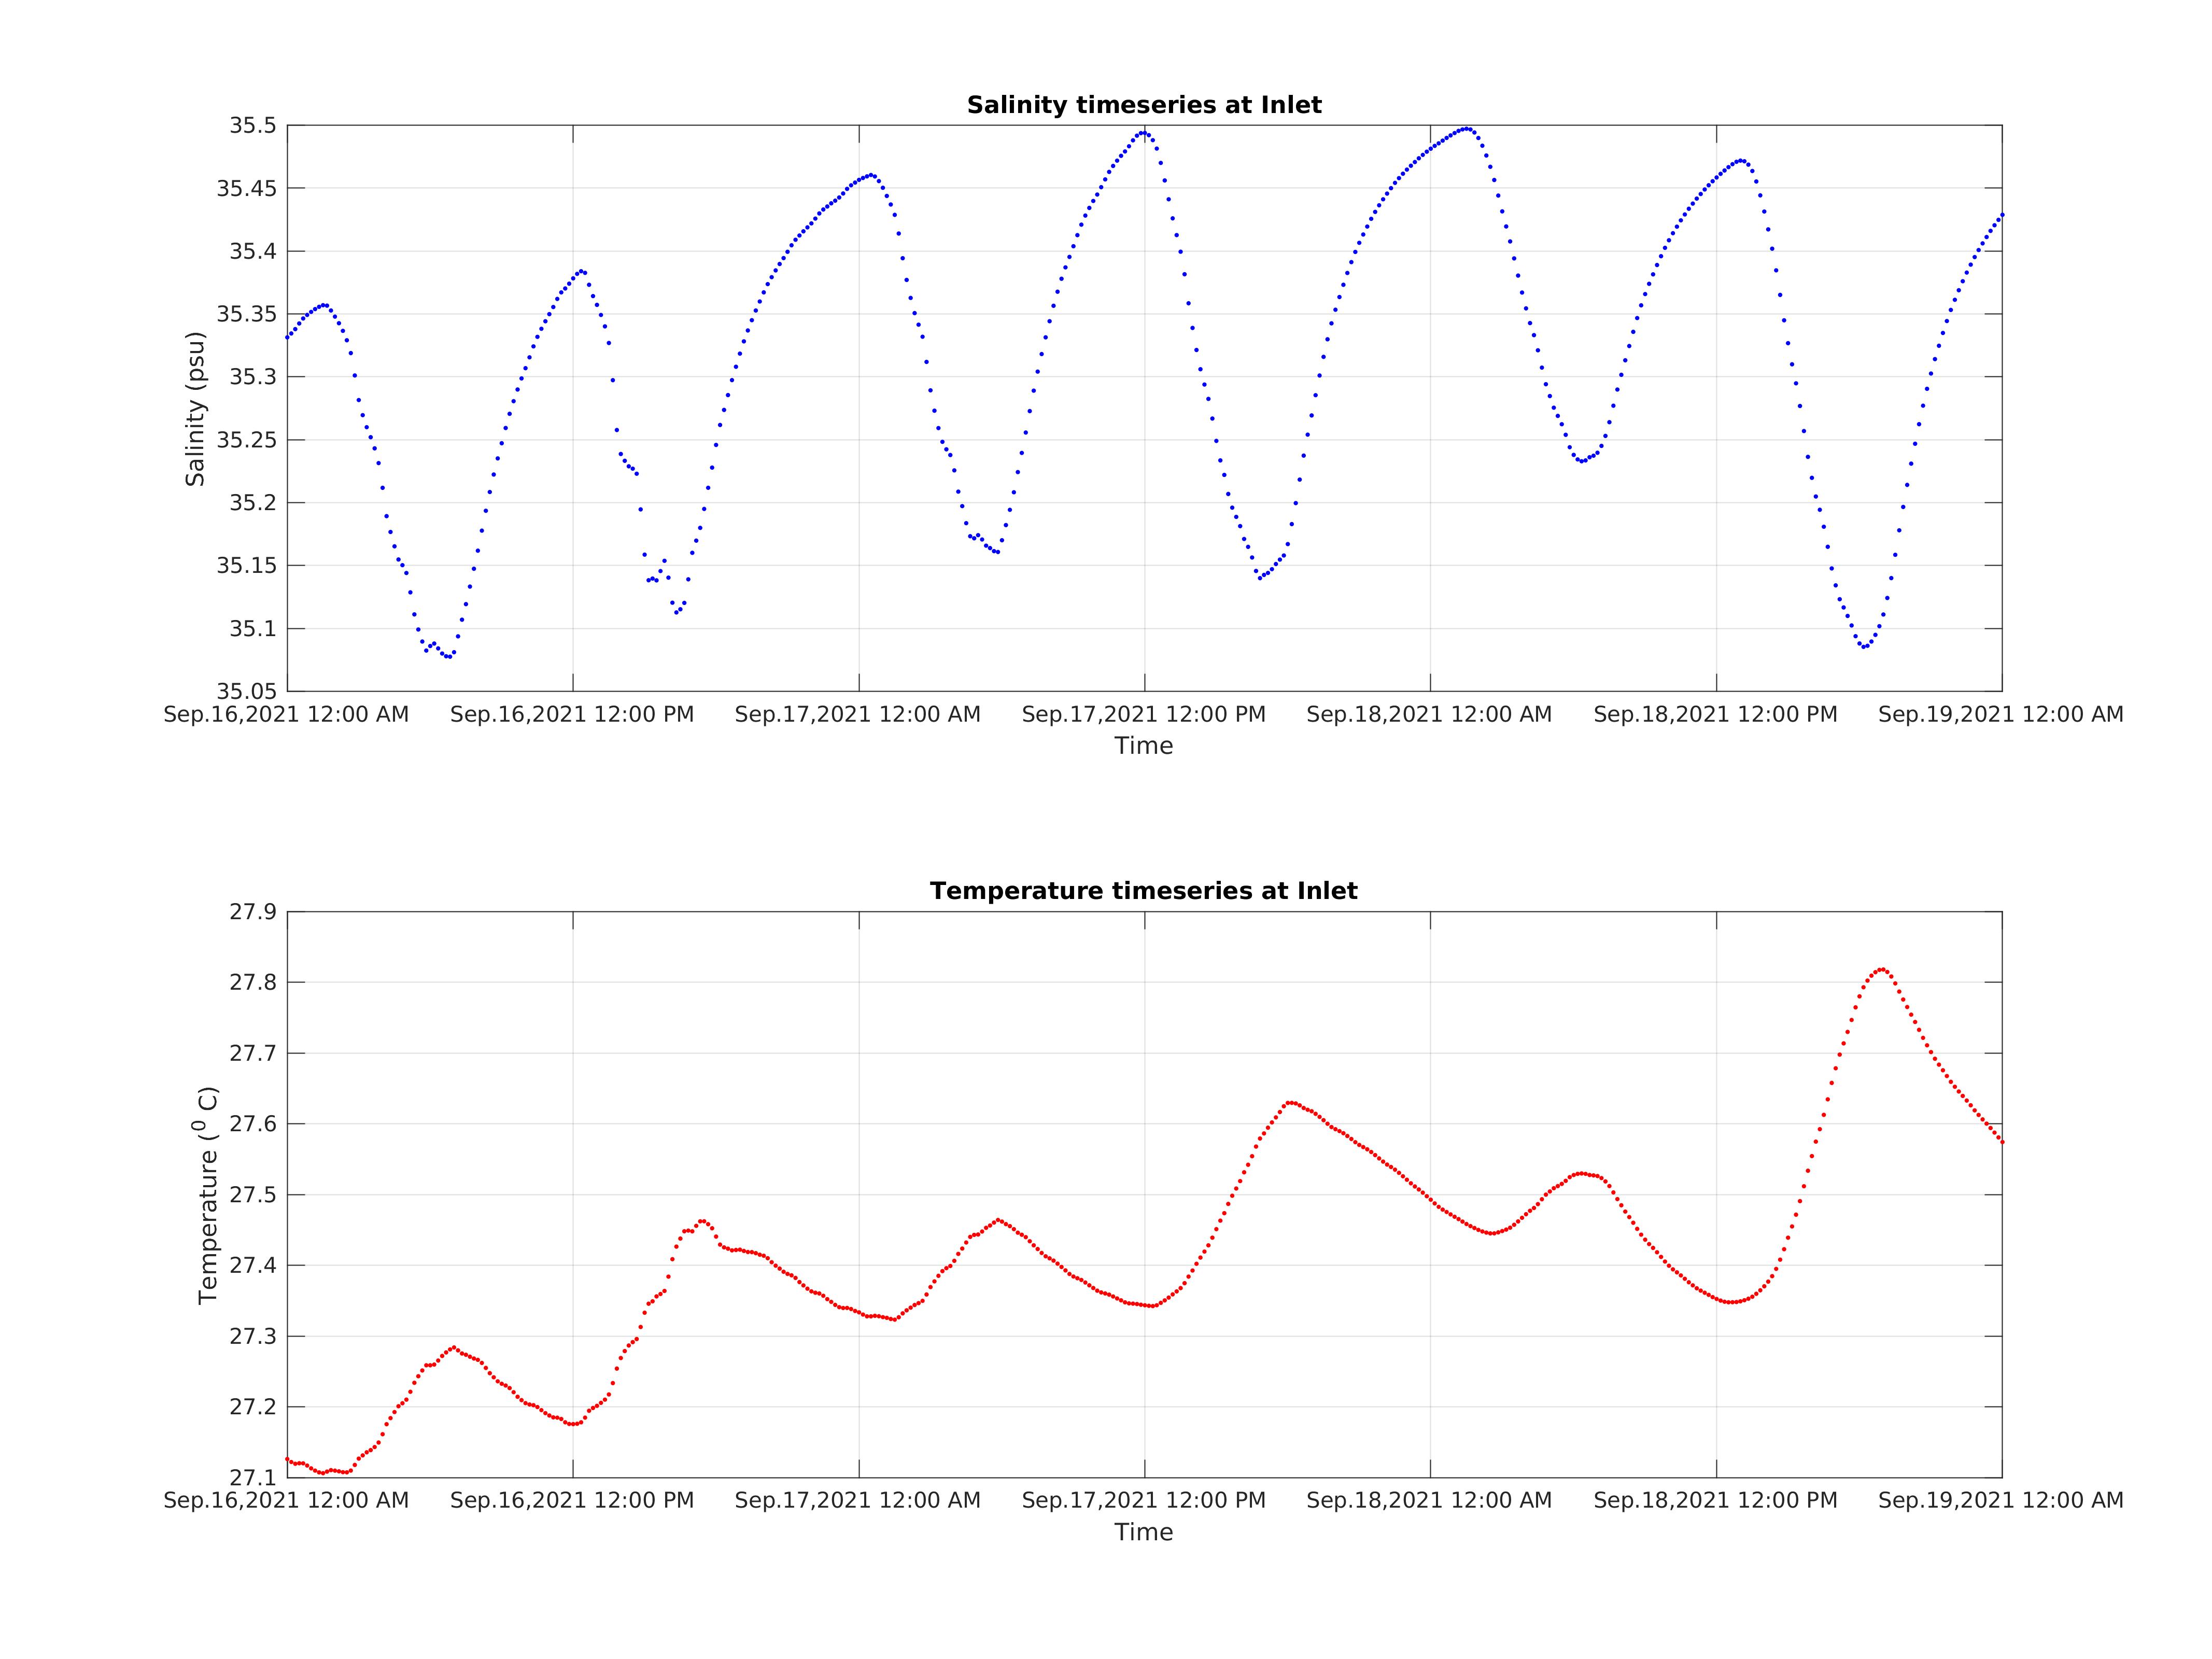 Salinity timeseries at Inlet
35.5
35.45
35.4
35.35
35.3
35.25
35.2
35.15
35.1
35.05
Salinity (psu)
Sep.16,2021 12:00 AM Sep.16,2021 12:00 PM Sep.17,2021 12:00 AM Sep.17,2021 12:00 PM Sep.18,2021 12:00 AM Sep.18,2021 12:00 PM Sep.19,2021 12:00 AM
Time
Temperature timeseries at Inlet
27.9
27.8
27.7
27.6
27.5
27.4
27.3
27.2
27.1
Temperature (⁰ C)
Sep.16,2021 12:00 AM Sep.16,2021 12:00 PM Sep.17,2021 12:00 AM Sep.17,2021 12:00 PM Sep.18,2021 12:00 AM Sep.18,2021 12:00 PM Sep.19,2021 12:00 AM
Time